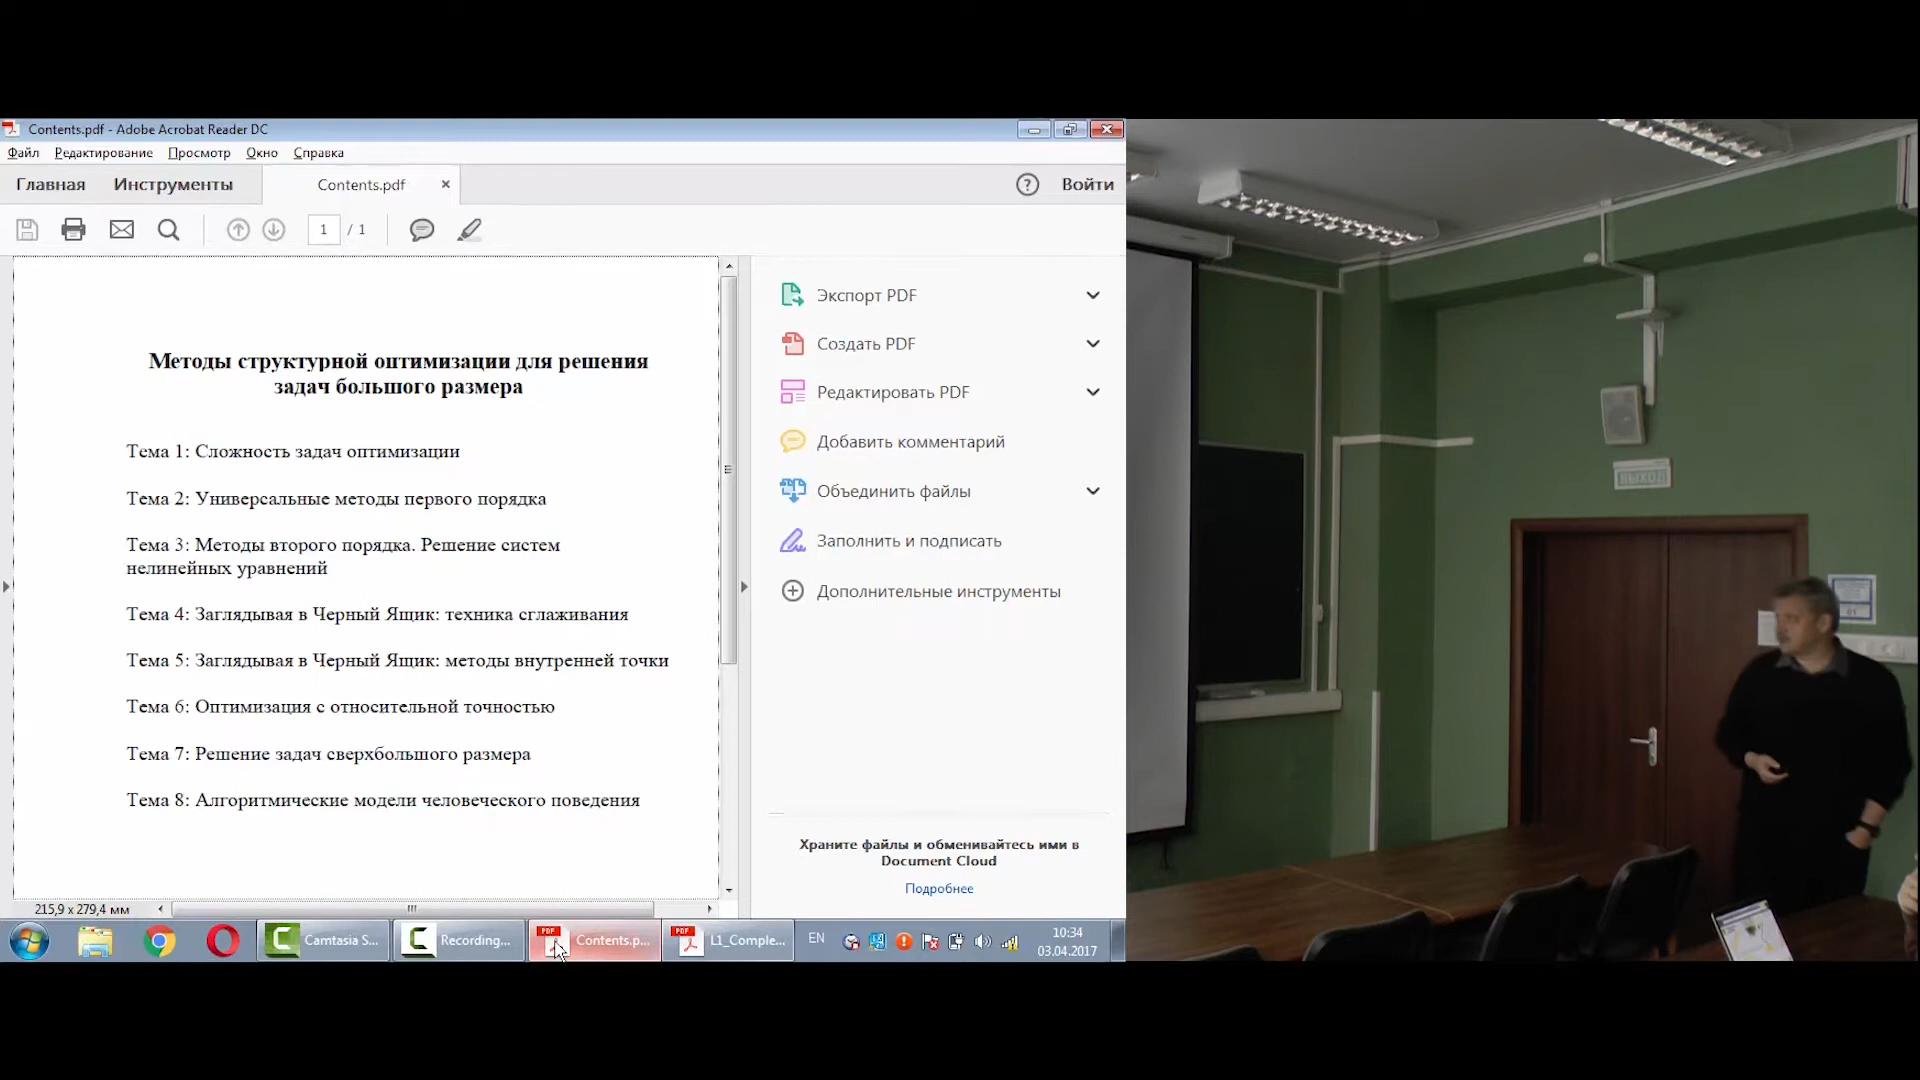 Contents.pdf - Adobe Acrobat Reader DC
Файл Редактирование Просмотр Окно Справка
Главная Инструменты Contents.pdf Войти
1 / 1
Методы структурной оптимизации для решения
задач большого размера
Тема 1: Сложность задач оптимизации
Тема 2: Универсальные методы первого порядка
Тема 3: Методы второго порядка. Решение систем
нелинейных уравнений
Тема 4: Заглядывая в Черный Ящик: техника сглаживания
Тема 5: Заглядывая в Черный Ящик: методы внутренней точки
Тема 6: Оптимизация с относительной точностью
Тема 7: Решение задач сверхбольшого размера
Тема 8: Алгоритмические модели человеческого поведения
Экспорт PDF
Создать PDF
Редактировать PDF
Добавить комментарий
Объединить файлы
Заполнить и подписать
Дополнительные инструменты
Храните файлы и обменивайтесь ими в
Document Cloud
Подробнее
215,9 x 279,4 мм
Camtasia S... Recording... Contents.p... L1_Comple... EN 10:34
03.04.2017
ВЫХОД